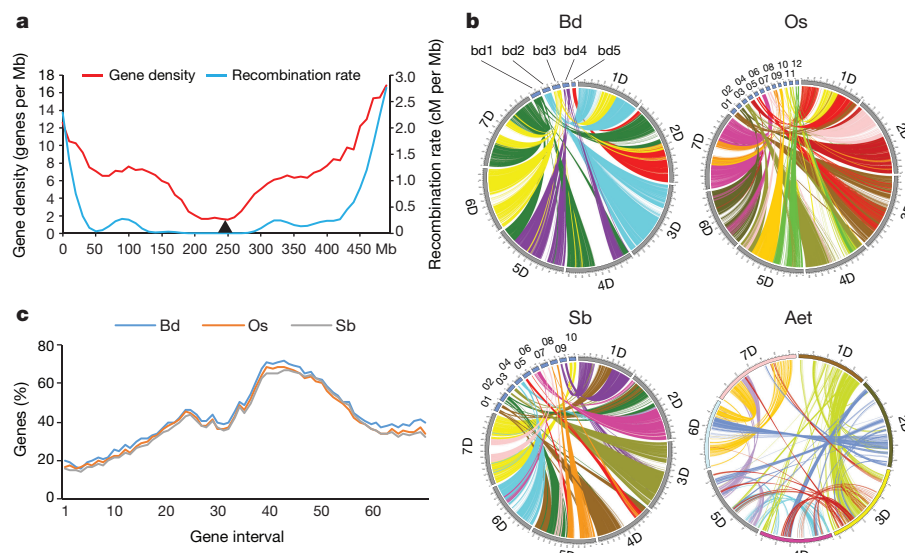 a
Gene density
Recombination rate
Gene density (genes per Mb)
18
16
14
12
10
8
6
4
2
0
3.0
2.5
2.0
1.5
1.0
0.5
0
Recombination rate (cM per Mb)
0 50 100 150 200 250 300 350 400 450 Mb
b
Bd
bd1 bd2 bd3 bd4 bd5
1D
2D
3D
4D
5D
6D
7D
Os
01 02 03 04 05 06 07 08 09 10 11 12
1D
4D
5D
6D
7D
c
Bd Os Sb
Genes (%)
80
60
40
20
0
1 10 20 30 40 50 60
Gene interval
Sb
01 02 03 04 05 06 07 08 09 10
1D
2D
3D
4D
6D
7D
Aet
1D
3D
5D
6D
7D